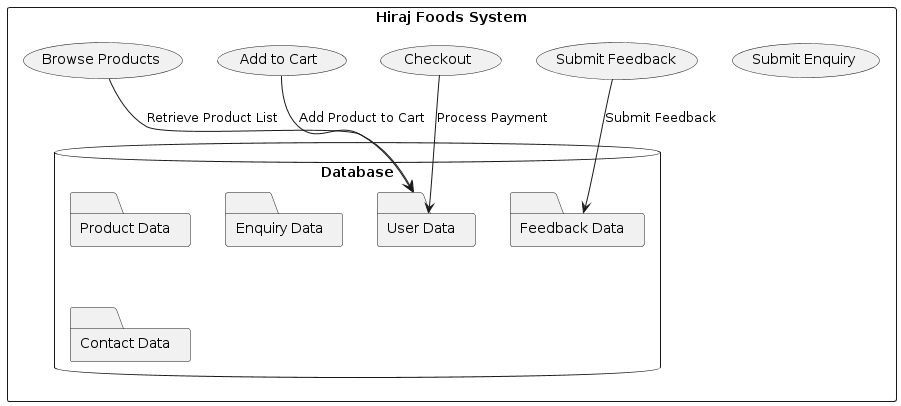 Hiraj Foods System
Browse Products
Add to Cart
Checkout
Submit Feedback
Submit Enquiry
Retrieve Product List
Add Product to Cart
Process Payment
Submit Feedback
Database
Product Data
Enquiry Data
User Data
Feedback Data
Contact Data